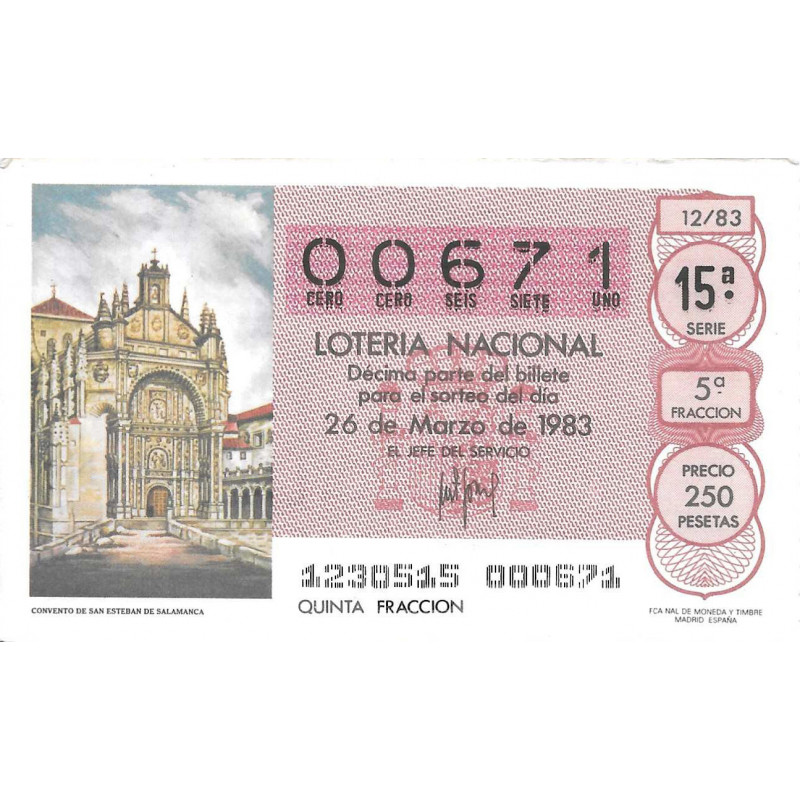 12/83
00671
CERO CERO SEIS SIETE UNO
15ª
SERIE
LOTERIA NACIONAL
Décima parte del billete
para el sorteo del día
26 de Marzo de 1983
EL JEFE DEL SERVICIO
5ª
FRACCION
PRECIO
250
PESETAS
1230515 000671
QUINTA FRACCION
CONVENTO DE SAN ESTEBAN DE SALAMANCA
FCA NAL DE MONEDA Y TIMBRE
MADRID ESPAÑA